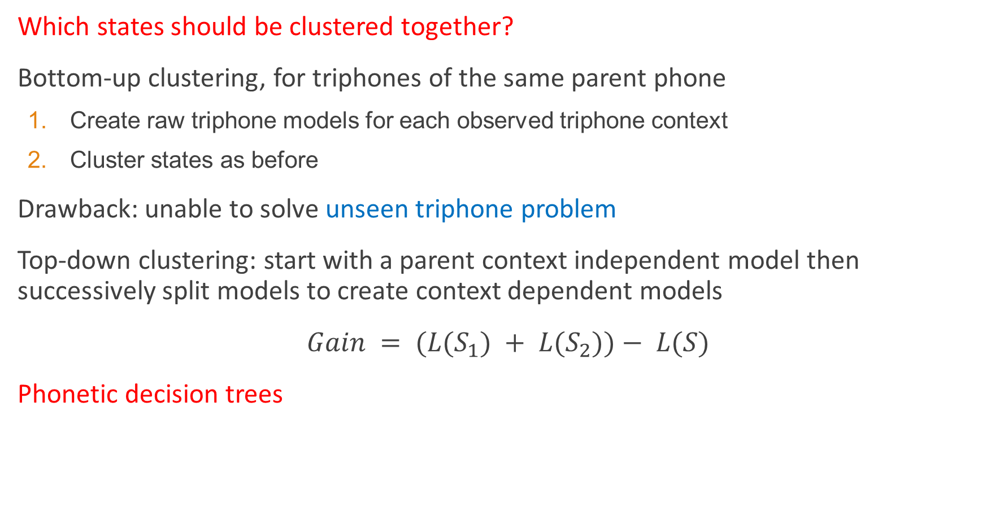 Which states should be clustered together?
Bottom-up clustering, for triphones of the same parent phone
1. Create raw triphone models for each observed triphone context
2. Cluster states as before
Drawback: unable to solve unseen triphone problem
Top-down clustering: start with a parent context independent model then
successively split models to create context dependent models
Gain = (L(S₁) + L(S₂)) − L(S)
Phonetic decision trees